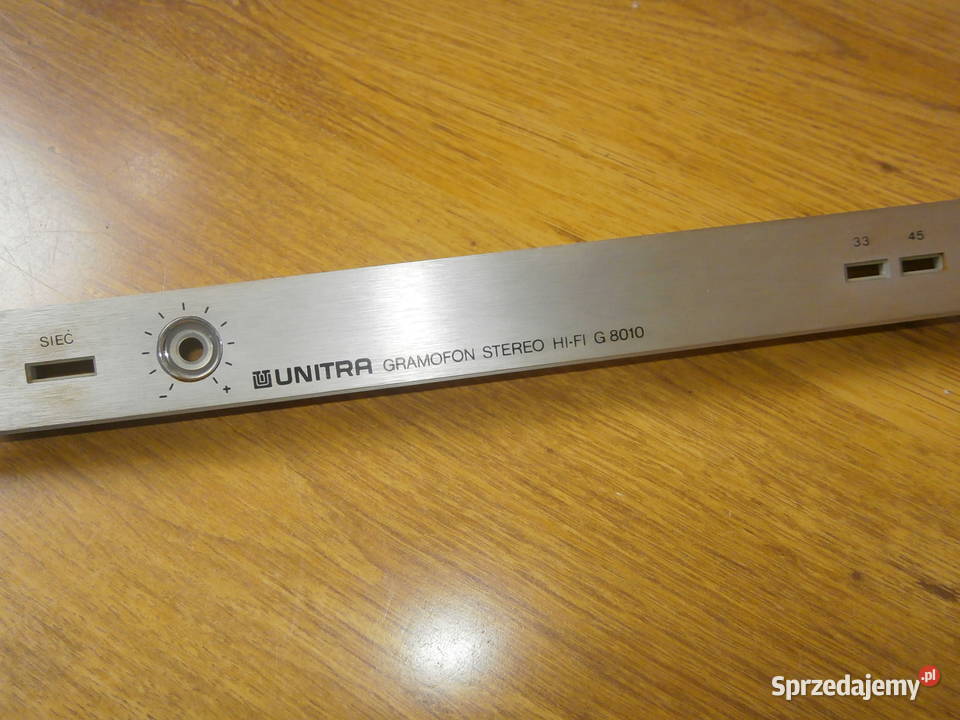 SIEĆ
- +
UNITRA GRAMOFON STEREO HI-FI G 8010
33 45
Sprzedajemy.pl